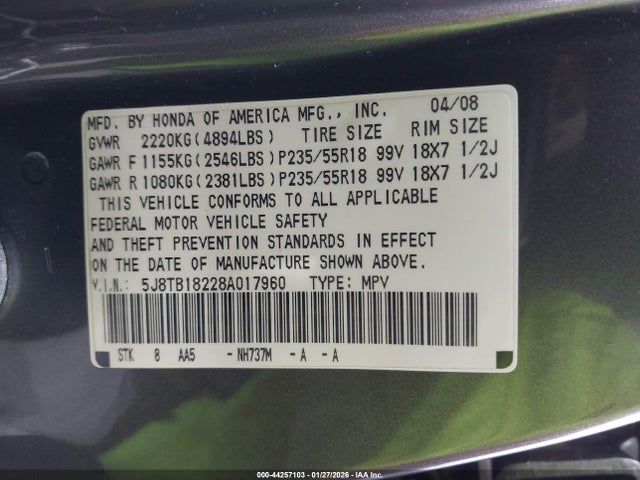 MFD. BY HONDA OF AMERICA MFG., INC. 04/08
GVWR 2220KG(4894LBS) TIRE SIZE RIM SIZE
GAWR F 1155KG(2546LBS)P235/55R18 99V 18X7 1/2J
GAWR R 1080KG(2381LBS)P235/55R18 99V 18X7 1/2J
THIS VEHICLE CONFORMS TO ALL APPLICABLE
FEDERAL MOTOR VEHICLE SAFETY
AND THEFT PREVENTION STANDARDS IN EFFECT
ON THE DATE OF MANUFACTURE SHOWN ABOVE.
V.I.N.: 5J8TB18228A017960 TYPE: MPV
STK 8 AA5 -NH737M -A -A
000-44257103 - 01/27/2026 - IAA Inc.